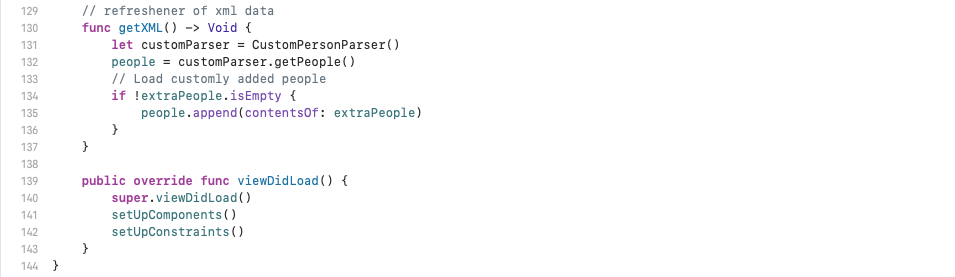 129 // refreshener of xml data
130 func getXML() -> Void {
131 let customParser = CustomPersonParser()
132 people = customParser.getPeople()
133 // Load customly added people
134 if !extraPeople.isEmpty {
135 people.append(contentsOf: extraPeople)
136 }
137 }
138
139 public override func viewDidLoad() {
140 super.viewDidLoad()
141 setUpComponents()
142 setUpConstraints()
143 }
144 }